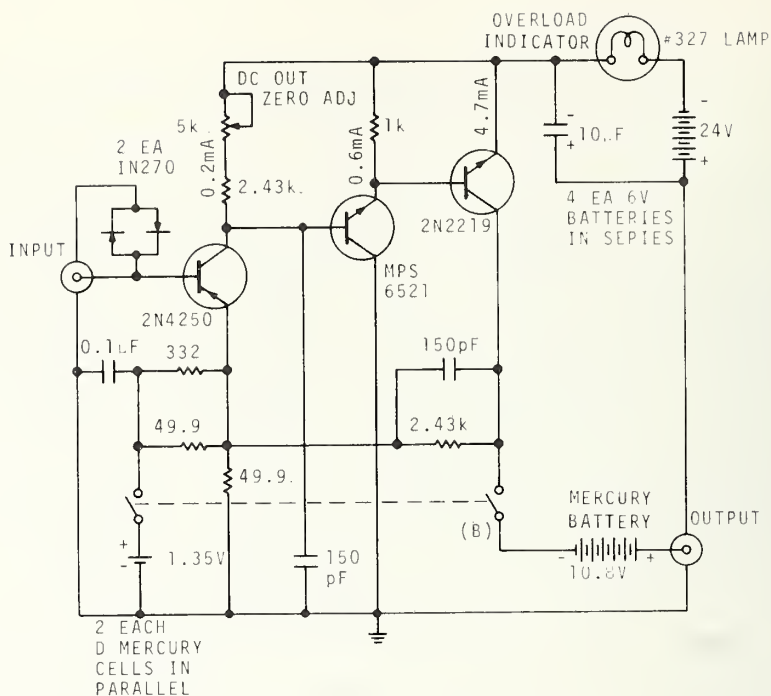 OVERLOAD
INDICATOR
#327 LAMP
DC OUT
ZERO ADJ
5k
0.2mA
2.43k
1k
0.6mA
4.7mA
-
+
10µF
-
24V
+
2 EA
IN270
4 EA 6V
BATTERIES
IN SEPIES
INPUT
2N4250
MPS
6521
2N2219
0.1µF
332
150pF
49.9
2.43k
49.9
+
-
1.35V
150
pF
(B)
MERCURY
BATTERY
-
+
10.8V
OUTPUT
2 EACH
D MERCURY
CELLS IN
PARALLEL